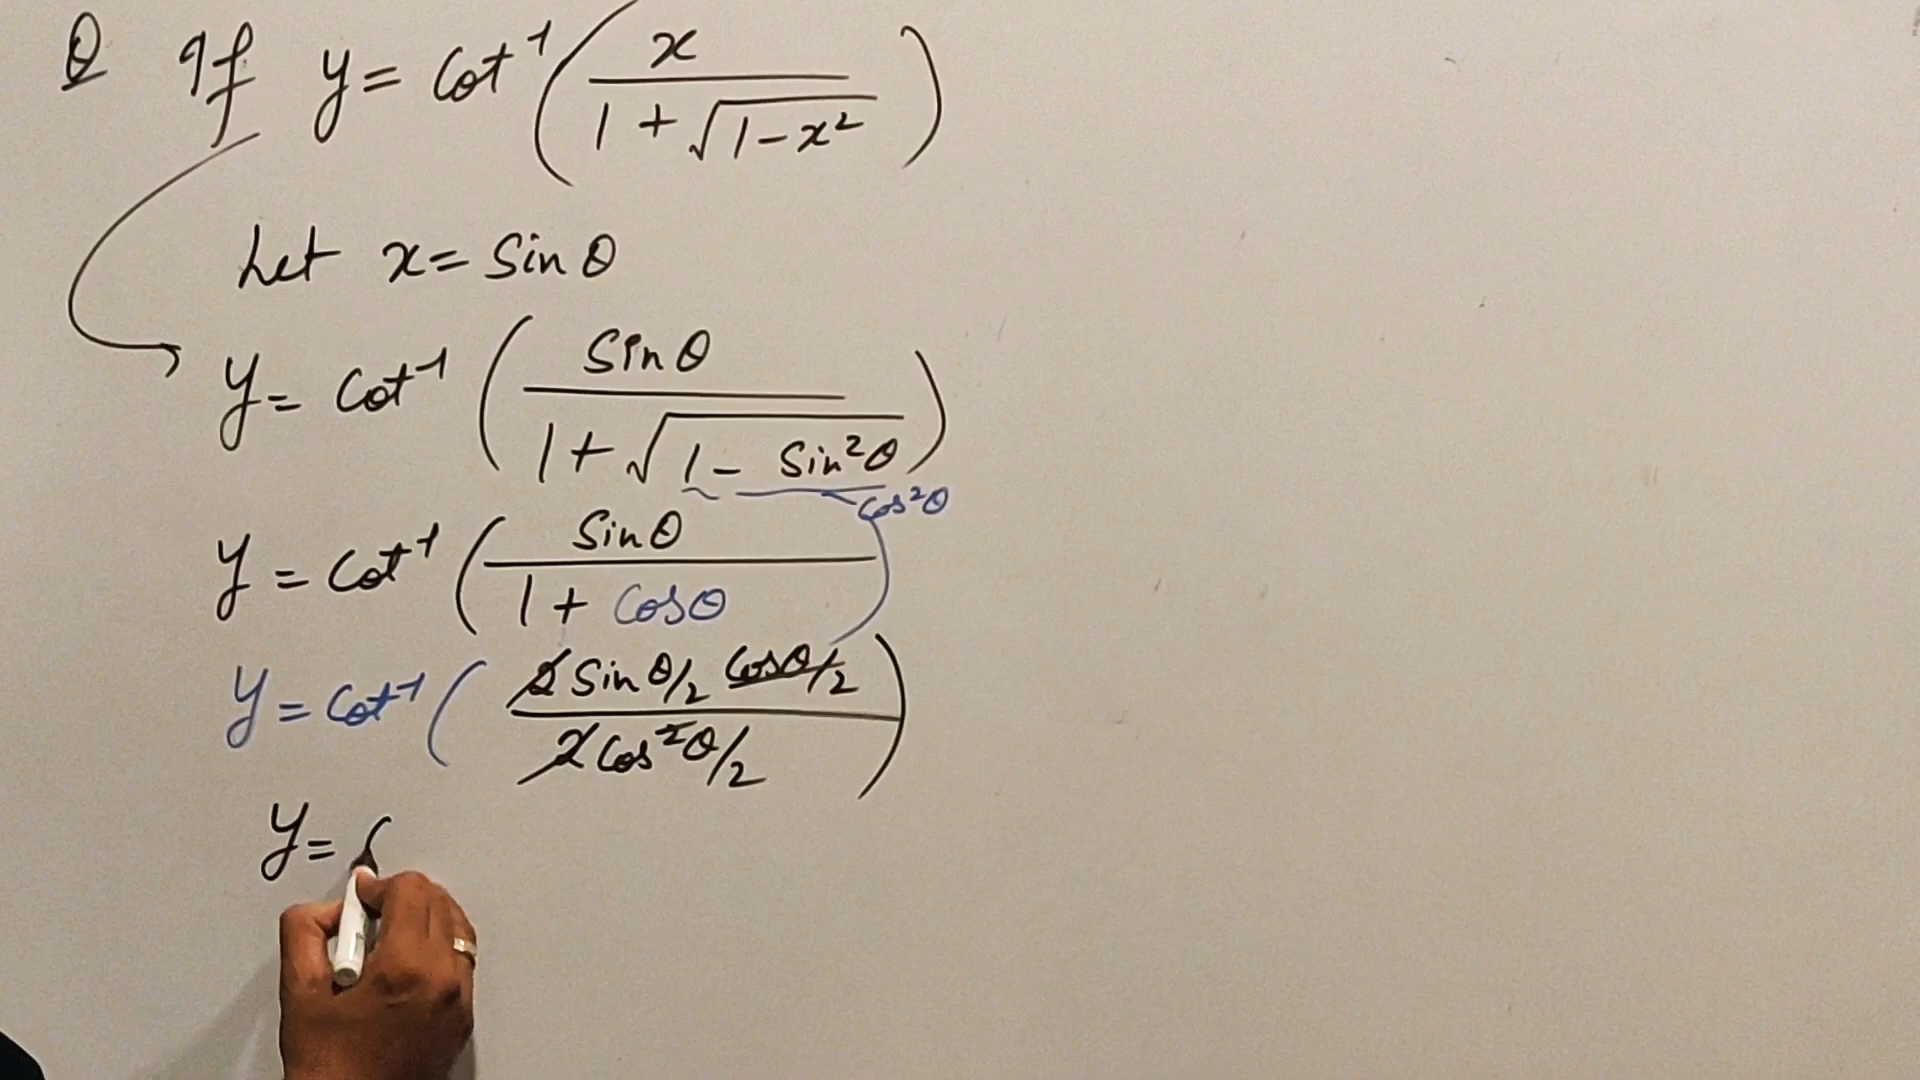 Q If y = Cot⁻¹ ( x / (1 + √(1 - x²)) )
Let x = Sin θ
y = Cot⁻¹ ( Sin θ / (1 + √(1 - Sin²θ)) )
Cos²θ
y = Cot⁻¹ ( Sin θ / (1 + Cos θ) )
y = Cot⁻¹ ( 2 Sin θ/2 Cos θ/2 / 2 Cos²θ/2 )
y = (